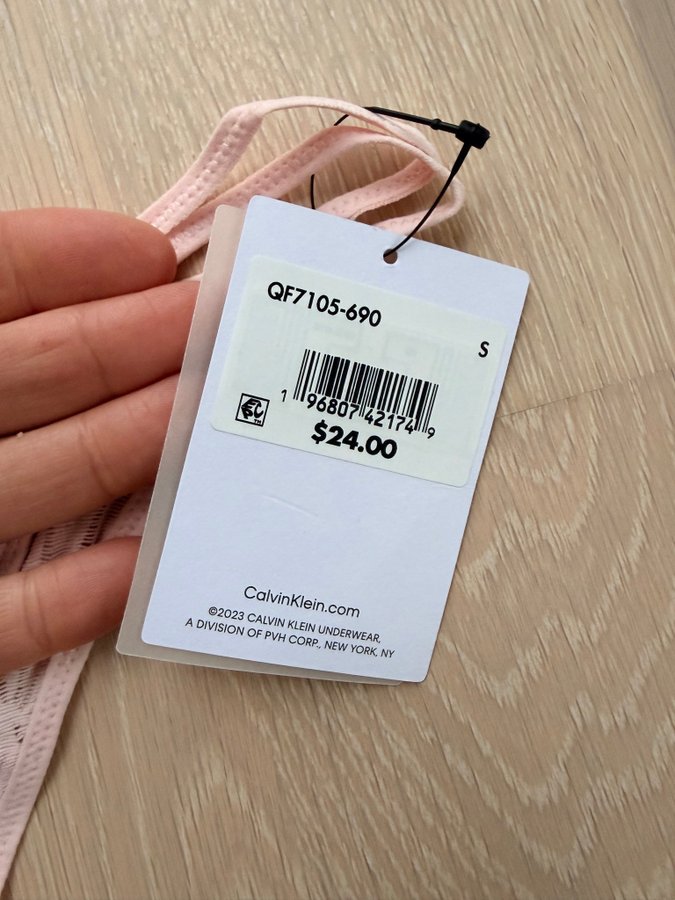 QF7105-690
S
1 96807 42174 9
$24.00
CalvinKlein.com
©2023 CALVIN KLEIN UNDERWEAR,
A DIVISION OF PVH CORP., NEW YORK, NY